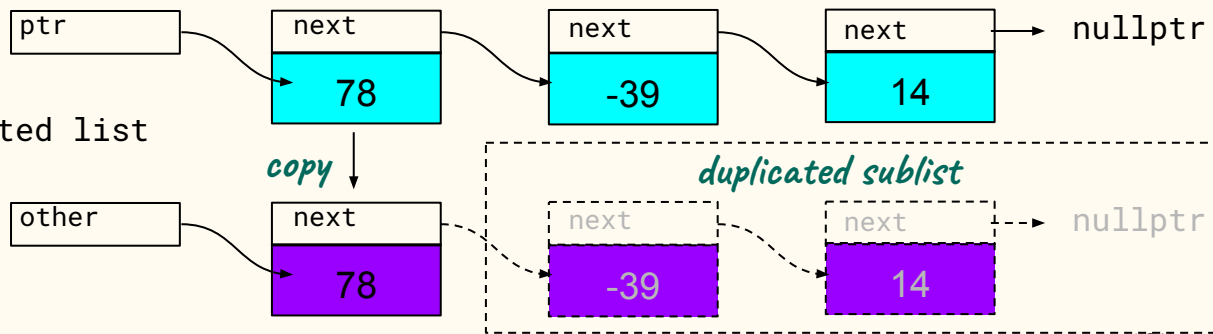 ptr next next next nullptr
78 -39 14
ted list
copy duplicated sublist
other next next next nullptr
78 -39 14